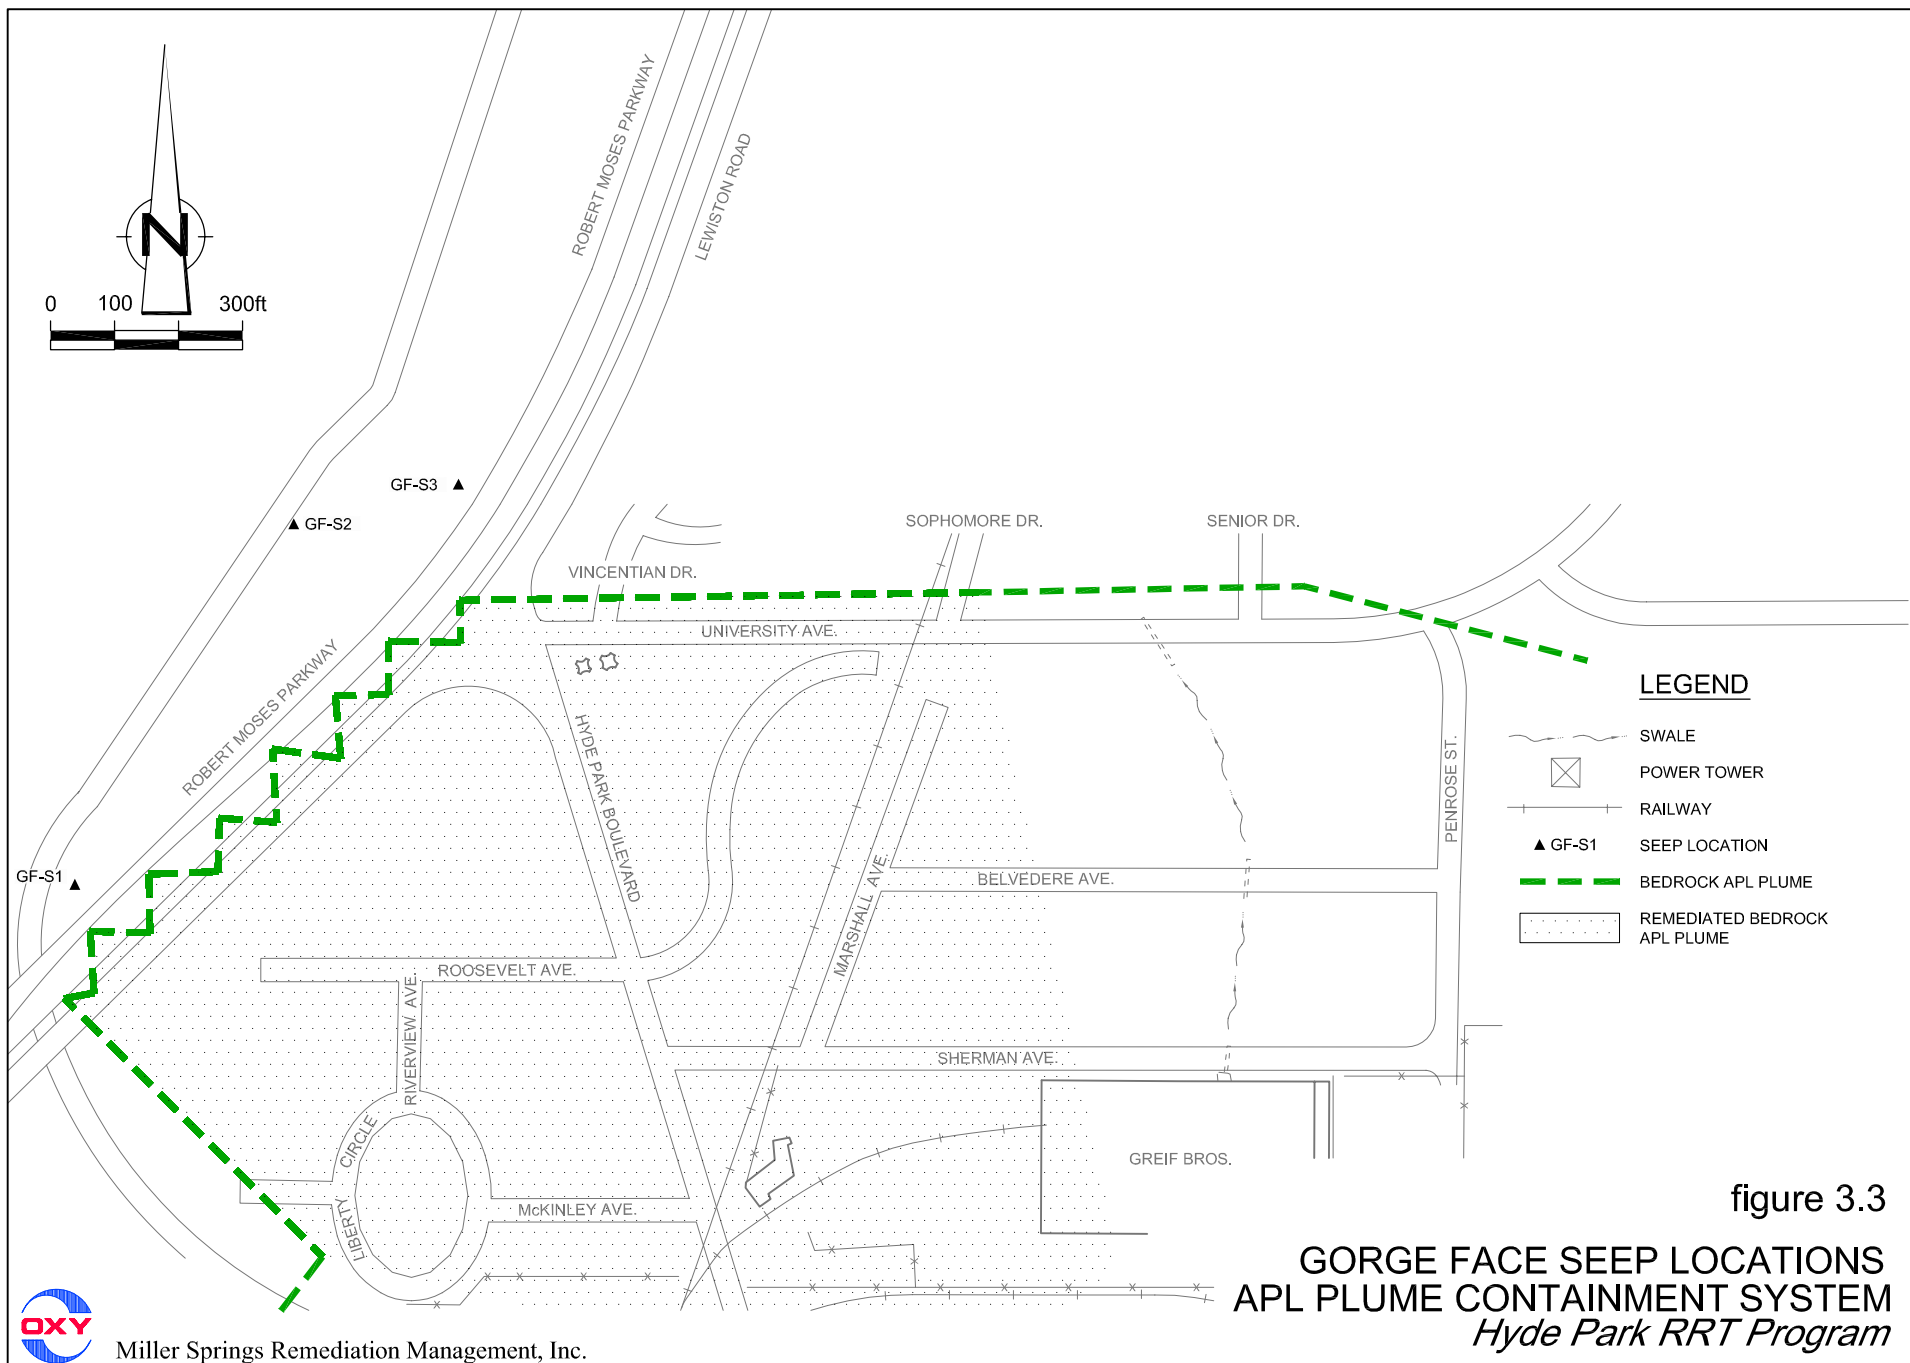 ROBERT MOSES PARKWAY
LEWISTON ROAD
N
0 100 300ft
GF-S3
GF-S2
SOPHOMORE DR.
SENIOR DR.
VINCENTIAN DR.
UNIVERSITY AVE.
ROBERT MOSES PARKWAY
HYDE PARK BOULEVARD
PENROSE ST.
GF-S1
BELVEDERE AVE.
MARSHALL AVE.
ROOSEVELT AVE.
RIVERVIEW AVE.
SHERMAN AVE.
LIBERTY CIRCLE
GREIF BROS.
McKINLEY AVE.
LEGEND
SWALE
POWER TOWER
RAILWAY
GF-S1 SEEP LOCATION
BEDROCK APL PLUME
REMEDIATED BEDROCK
APL PLUME
figure 3.3
GORGE FACE SEEP LOCATIONS
APL PLUME CONTAINMENT SYSTEM
Hyde Park RRT Program
OXY
Miller Springs Remediation Management, Inc.